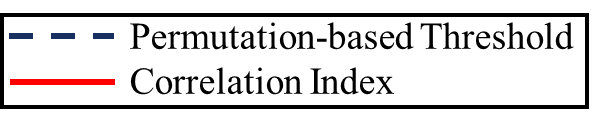 Permutation-based Threshold
Correlation Index